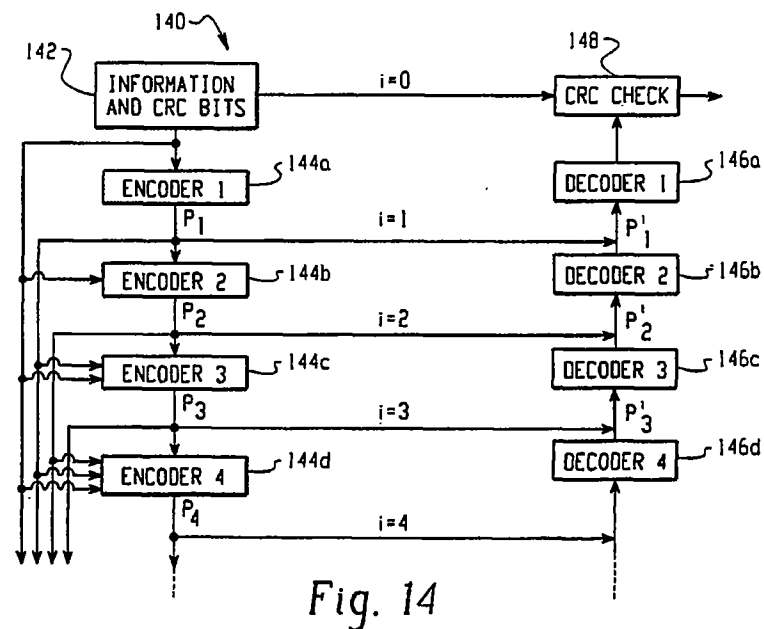 140
142
148
INFORMATION
AND CRC BITS
i=0
CRC CHECK
144a
146a
ENCODER 1
DECODER 1
P1
i=1
P'1
144b
146b
ENCODER 2
DECODER 2
P2
i=2
P'2
144c
146c
ENCODER 3
DECODER 3
P3
i=3
P'3
144d
146d
ENCODER 4
DECODER 4
P4
i=4
Fig. 14